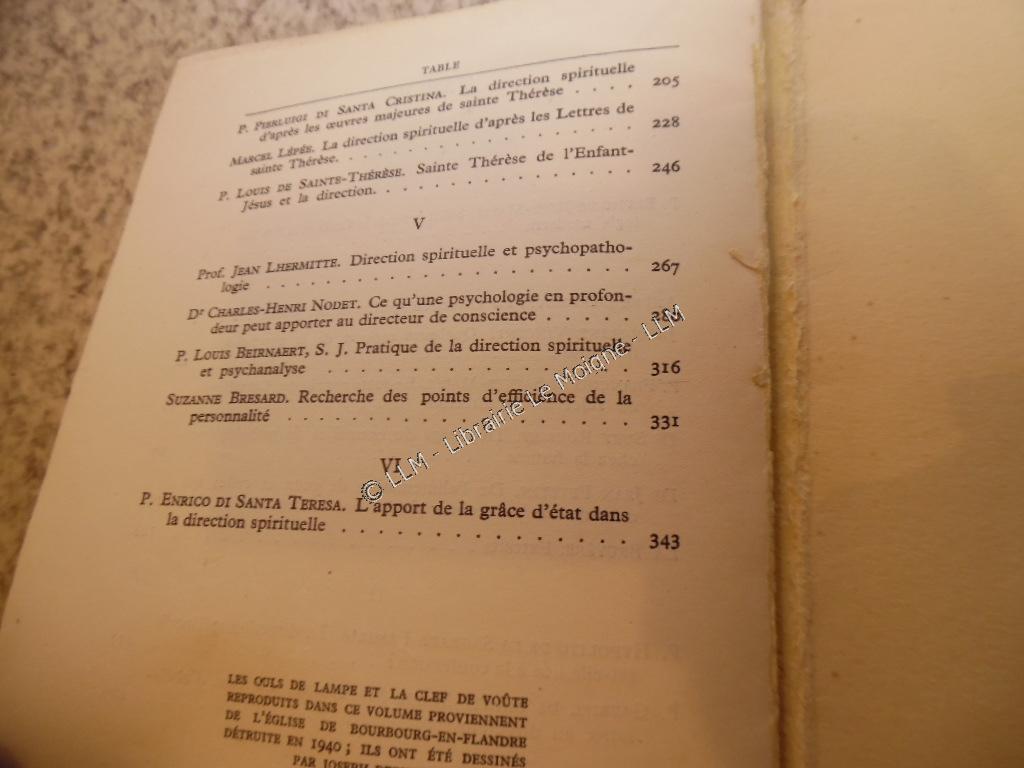 TABLE
P. PIERLUIGI DI SANTA CRISTINA. La direction spirituelle
d'après les œuvres majeures de sainte Thérèse . . . . 205
MARCEL LÉPÉE. La direction spirituelle d'après les Lettres de
sainte Thérèse. . . . . . . . . . . . . . . . . 228
P. LOUIS DE SAINTE-THÉRÈSE. Sainte Thérèse de l'Enfant-
Jésus et la direction. . . . . . . . . . . . . . . 246
V
Prof. JEAN LHERMITTE. Direction spirituelle et psychopatho-
logie . . . . . . . . . . . . . . . . . . . . 267
Dr CHARLES-HENRI NODET. Ce qu'une psychologie en profon-
deur peut apporter au directeur de conscience . . . . .
P. LOUIS BEIRNAERT, S. J. Pratique de la direction spirituelle
et psychanalyse . . . . . . . . . . . . . . . . 316
SUZANNE BRESARD. Recherche des points d'efficience de la
personnalité . . . . . . . . . . . . . . . . . . 331
VI
P. ENRICO DI SANTA TERESA. L'apport de la grâce d'état dans
la direction spirituelle . . . . . . . . . . . . . . . 343
LES CULS DE LAMPE ET LA CLEF DE VOÛTE
REPRODUITS DANS CE VOLUME PROVIENNENT
DE L'ÉGLISE DE BOURBOURG-EN-FLANDRE
DÉTRUITE EN 1940 ; ILS ONT ÉTÉ DESSINÉS
PAR JOSEPH
© LLM - Librairie Le Moigne - LLM